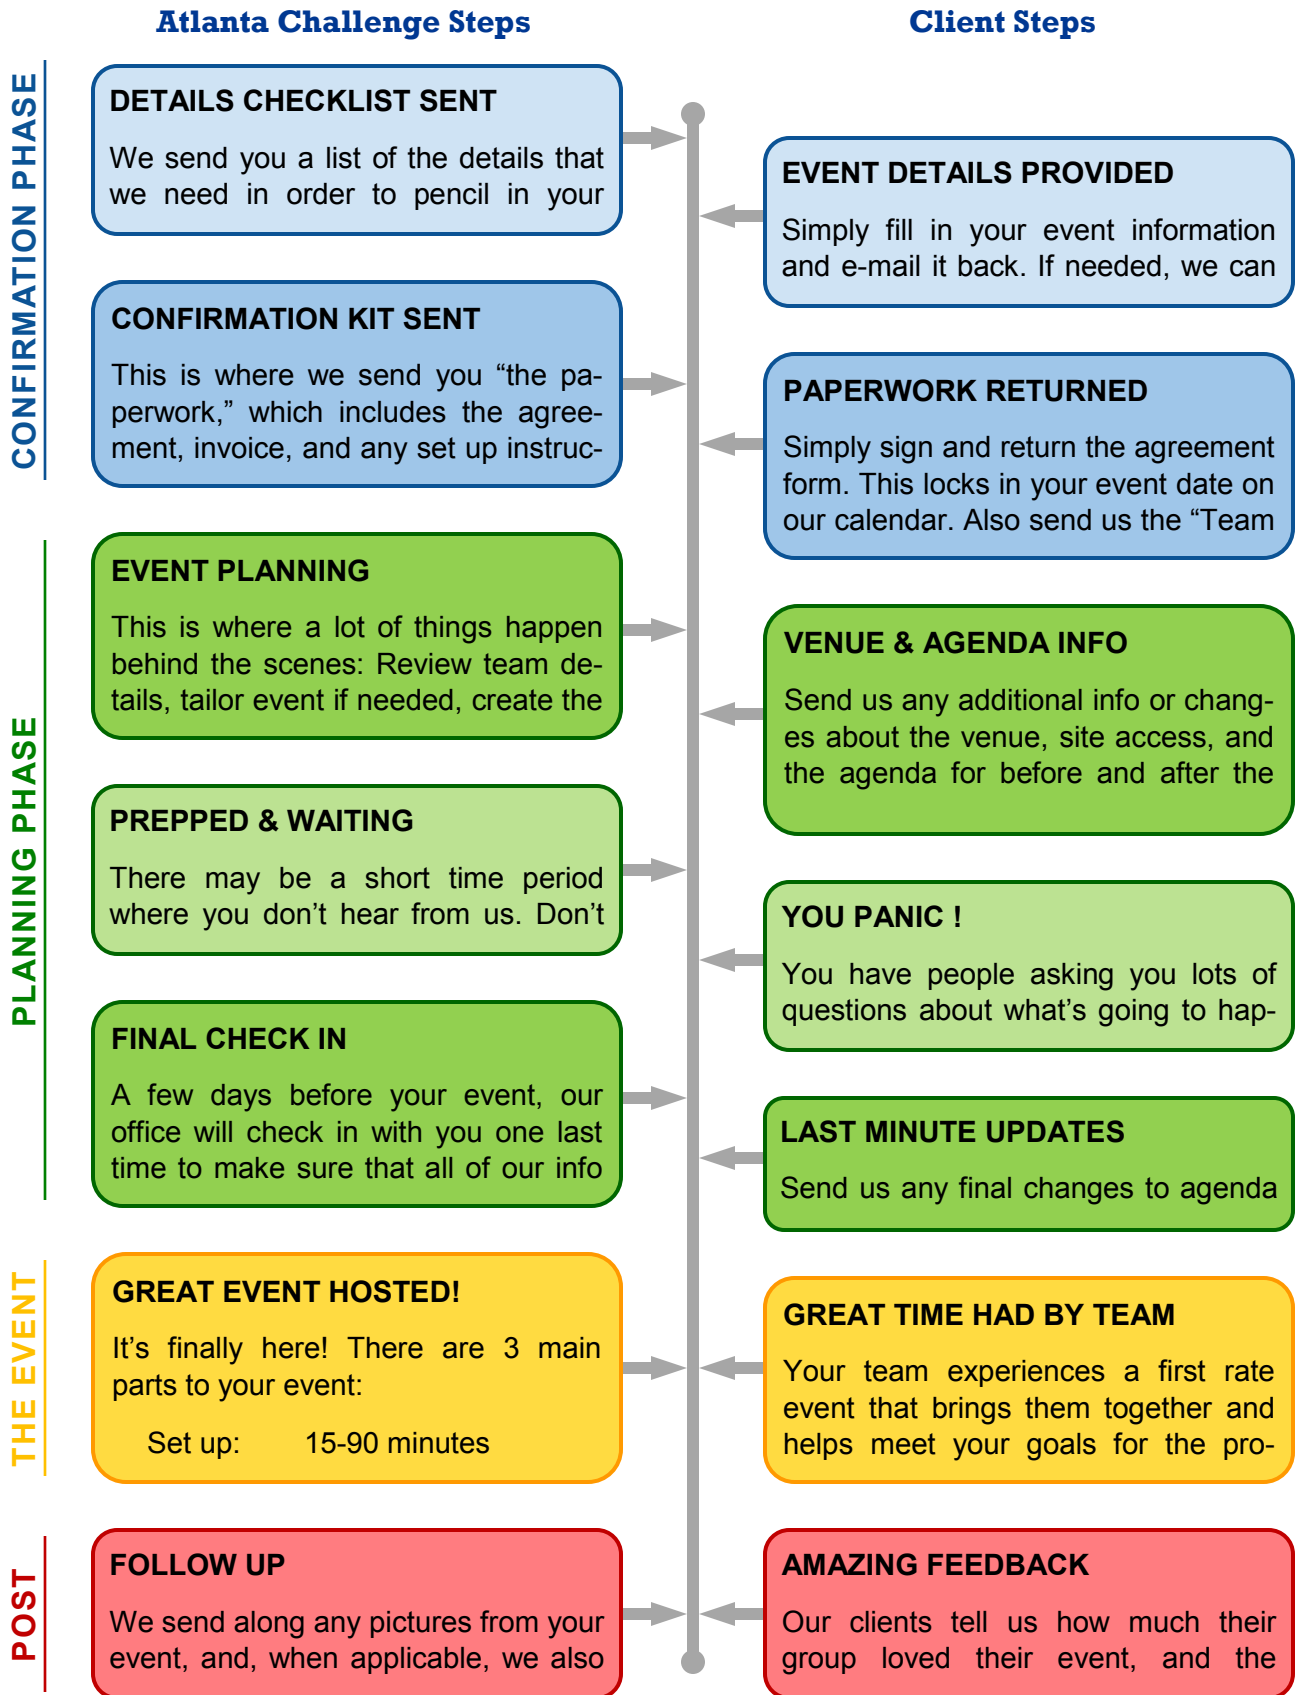 Atlanta Challenge Steps
Client Steps
CONFIRMATION PHASE
DETAILS CHECKLIST SENT
We send you a list of the details that
we need in order to pencil in your
EVENT DETAILS PROVIDED
Simply fill in your event information
and e-mail it back. If needed, we can
CONFIRMATION KIT SENT
This is where we send you “the pa-
perwork,” which includes the agree-
ment, invoice, and any set up instruc-
PAPERWORK RETURNED
Simply sign and return the agreement
form. This locks in your event date on
our calendar. Also send us the “Team
PLANNING PHASE
EVENT PLANNING
This is where a lot of things happen
behind the scenes: Review team de-
tails, tailor event if needed, create the
VENUE & AGENDA INFO
Send us any additional info or chang-
es about the venue, site access, and
the agenda for before and after the
PREPPED & WAITING
There may be a short time period
where you don’t hear from us. Don’t
YOU PANIC !
You have people asking you lots of
questions about what’s going to hap-
FINAL CHECK IN
A few days before your event, our
office will check in with you one last
time to make sure that all of our info
LAST MINUTE UPDATES
Send us any final changes to agenda
THE EVENT
GREAT EVENT HOSTED!
It’s finally here! There are 3 main
parts to your event:
Set up: 15-90 minutes
GREAT TIME HAD BY TEAM
Your team experiences a first rate
event that brings them together and
helps meet your goals for the pro-
POST
FOLLOW UP
We send along any pictures from your
event, and, when applicable, we also
AMAZING FEEDBACK
Our clients tell us how much their
group loved their event, and the